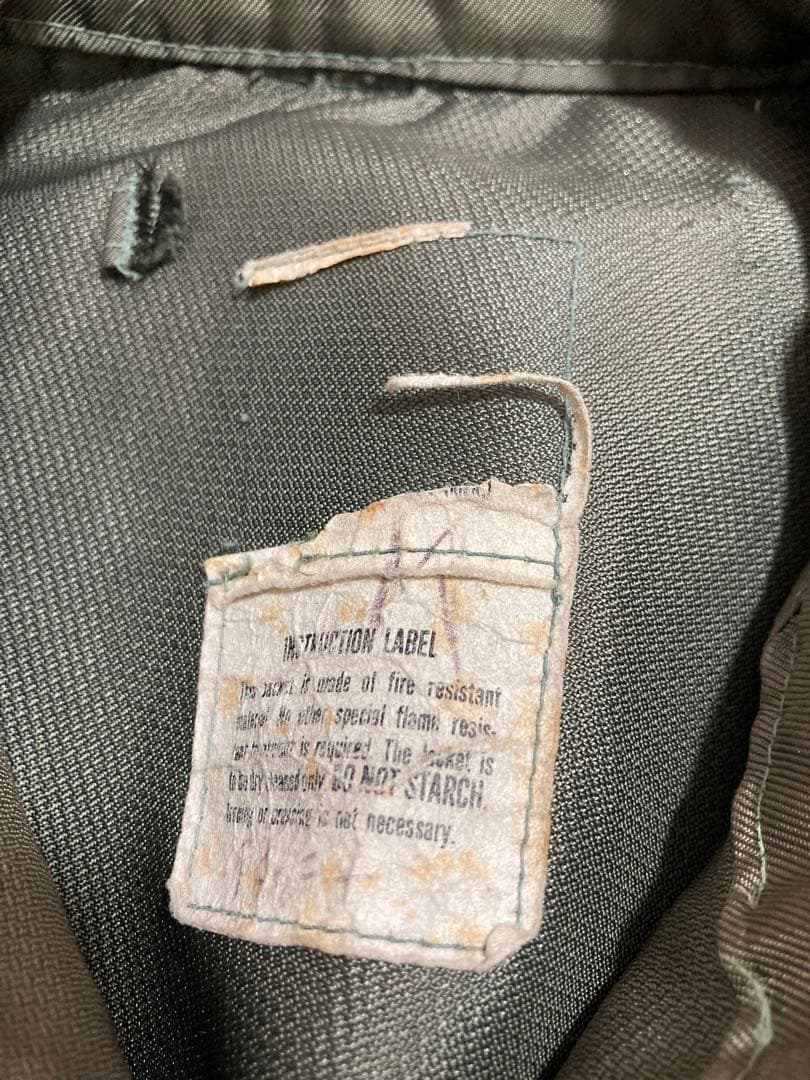 INSTRUCTION LABEL
The Jacket is made of fire resistant
material. No other special flame resis-
tant treatment is required. The Jacket is
to be dry cleaned only. DO NOT STARCH.
Ironing or pressing is not necessary.